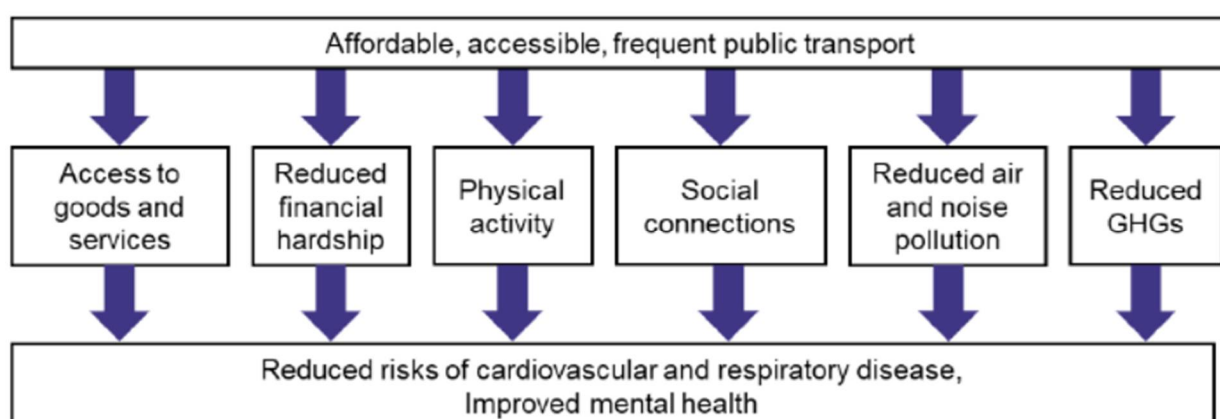 Affordable, accessible, frequent public transport
Access to
goods and
services
Reduced
financial
hardship
Physical
activity
Social
connections
Reduced air
and noise
pollution
Reduced
GHGs
Reduced risks of cardiovascular and respiratory disease,
Improved mental health